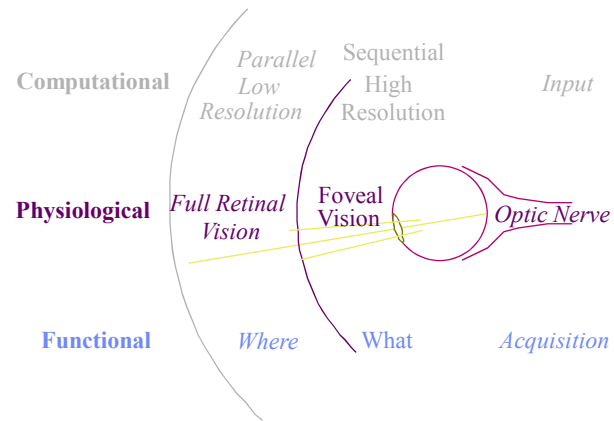 Computational
Parallel
Low
Resolution
Sequential
High
Resolution
Input
Physiological
Full Retinal
Vision
Foveal
Vision
Optic Nerve
Functional
Where
What
Acquisition